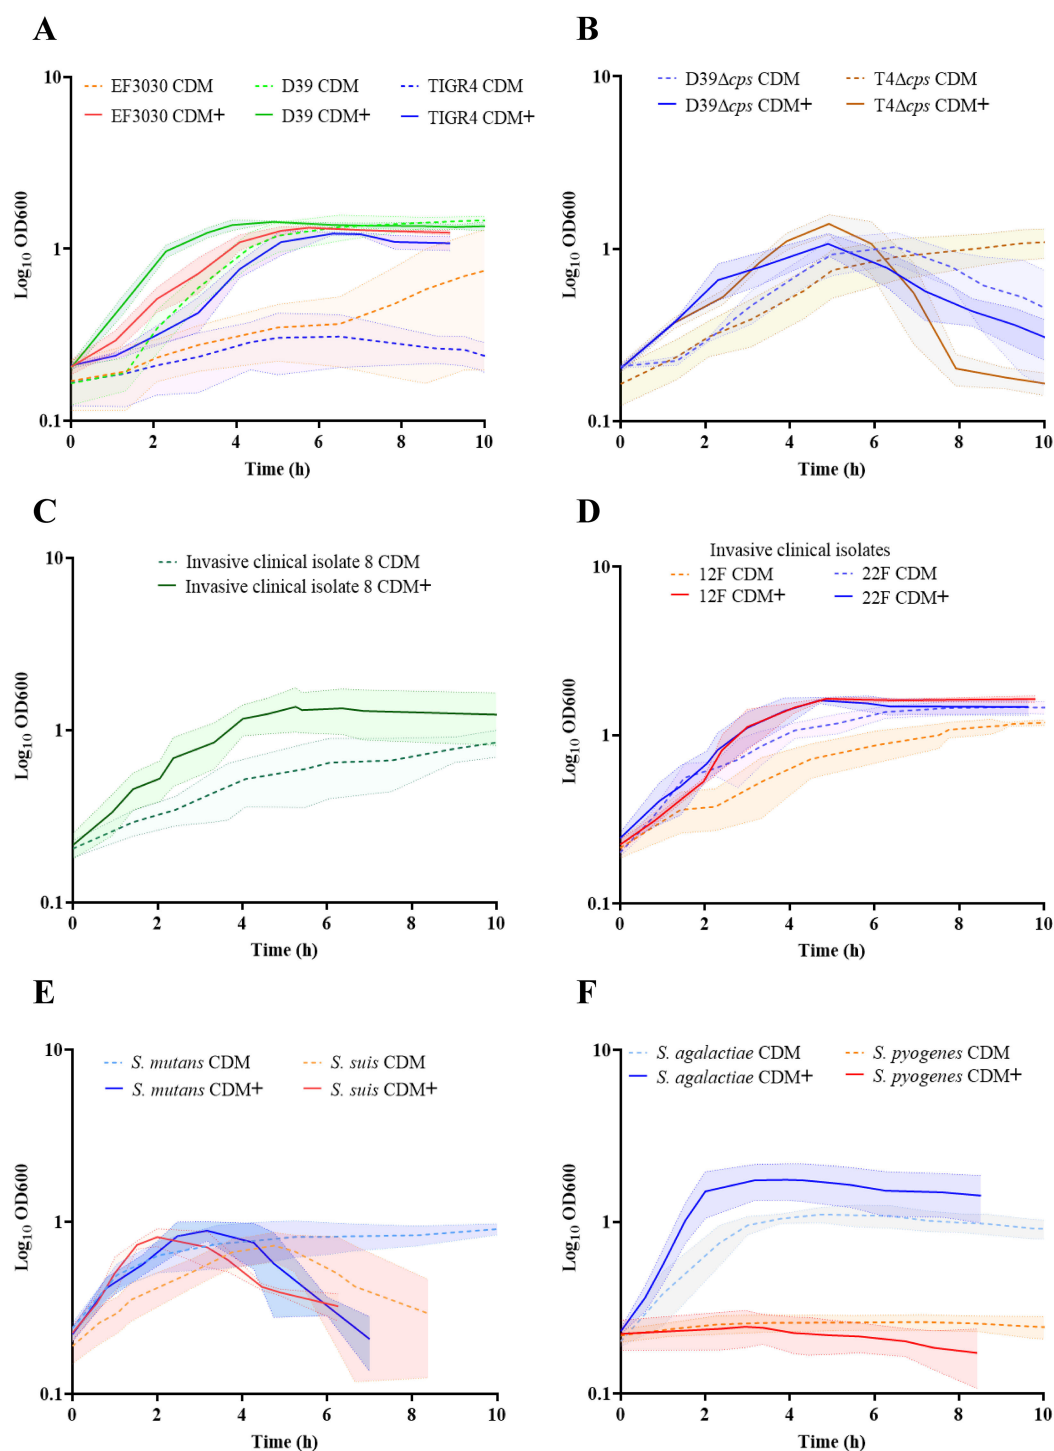 A
EF3030 CDM D39 CDM TIGR4 CDM
EF3030 CDM+ D39 CDM+ TIGR4 CDM+
10
1
0.1
Log10 OD600
0 2 4 6 8 10
Time (h)
B
D39Δcps CDM T4Δcps CDM
D39Δcps CDM+ T4Δcps CDM+
10
1
0.1
Log10 OD600
0 2 4 6 8 10
Time (h)
C
Invasive clinical isolate 8 CDM
Invasive clinical isolate 8 CDM+
10
1
0.1
Log10 OD600
0 2 4 6 8 10
Time (h)
D
Invasive clinical isolates
12F CDM 22F CDM
12F CDM+ 22F CDM+
10
1
0.1
Log10 OD600
0 2 4 6 8 10
Time (h)
E
S. mutans CDM S. suis CDM
S. mutans CDM+ S. suis CDM+
10
1
0.1
Log10 OD600
0 2 4 6 8 10
Time (h)
F
S. agalactiae CDM S. pyogenes CDM
S. agalactiae CDM+ S. pyogenes CDM+
10
1
0.1
Log10 OD600
0 2 4 6 8 10
Time (h)